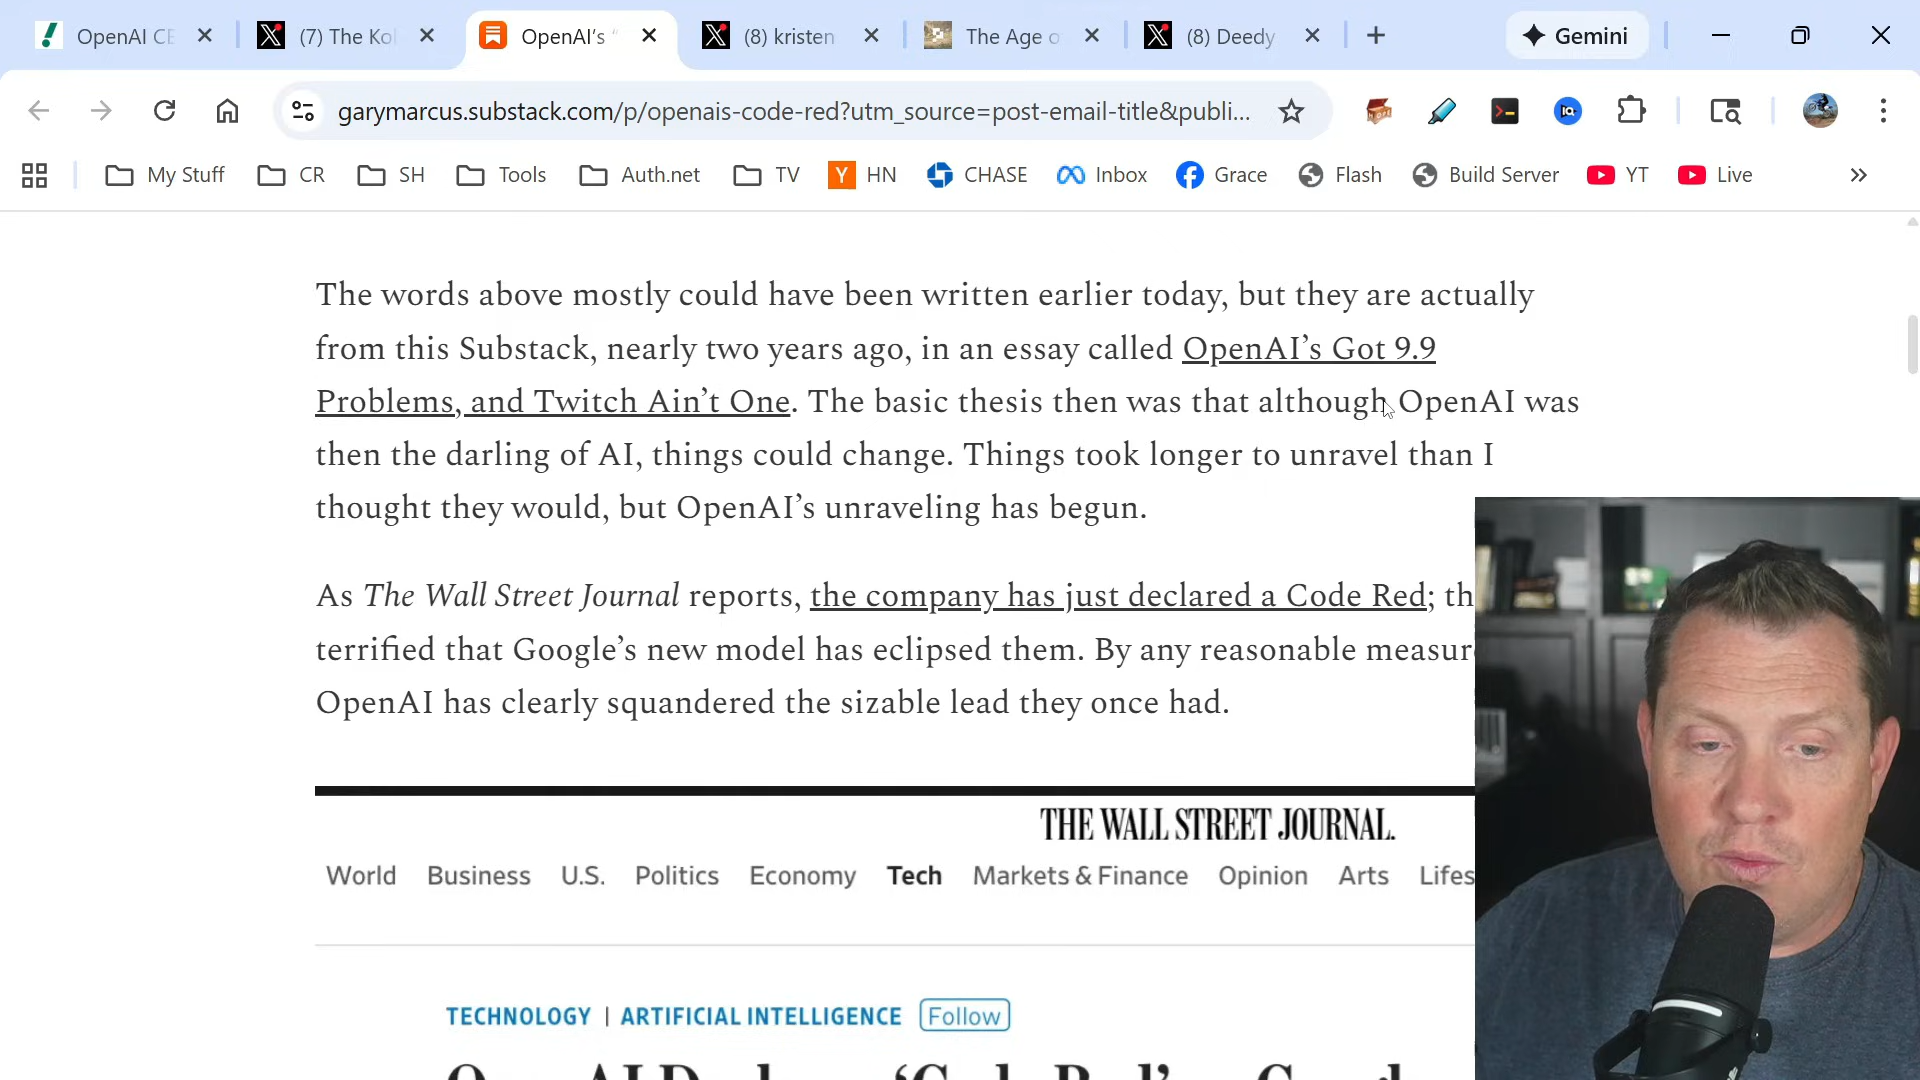 OpenAI CE
(7) The Kol
OpenAI's "
(8) kristen
The Age o
(8) Deedy
Gemini
garymarcus.substack.com/p/openais-code-red?utm_source=post-email-title&publi...
My Stuff
CR
SH
Tools
Auth.net
TV
Y HN
CHASE
Inbox
Grace
Flash
Build Server
YT
Live
The words above mostly could have been written earlier today, but they are actually
from this Substack, nearly two years ago, in an essay called OpenAI's Got 9.9
Problems, and Twitch Ain't One. The basic thesis then was that although OpenAI was
then the darling of AI, things could change. Things took longer to unravel than I
thought they would, but OpenAI's unraveling has begun.
As The Wall Street Journal reports, the company has just declared a Code Red; th
terrified that Google's new model has eclipsed them. By any reasonable measur
OpenAI has clearly squandered the sizable lead they once had.
THE WALL STREET JOURNAL.
World Business U.S. Politics Economy Tech Markets & Finance Opinion Arts Lifes
TECHNOLOGY | ARTIFICIAL INTELLIGENCE Follow